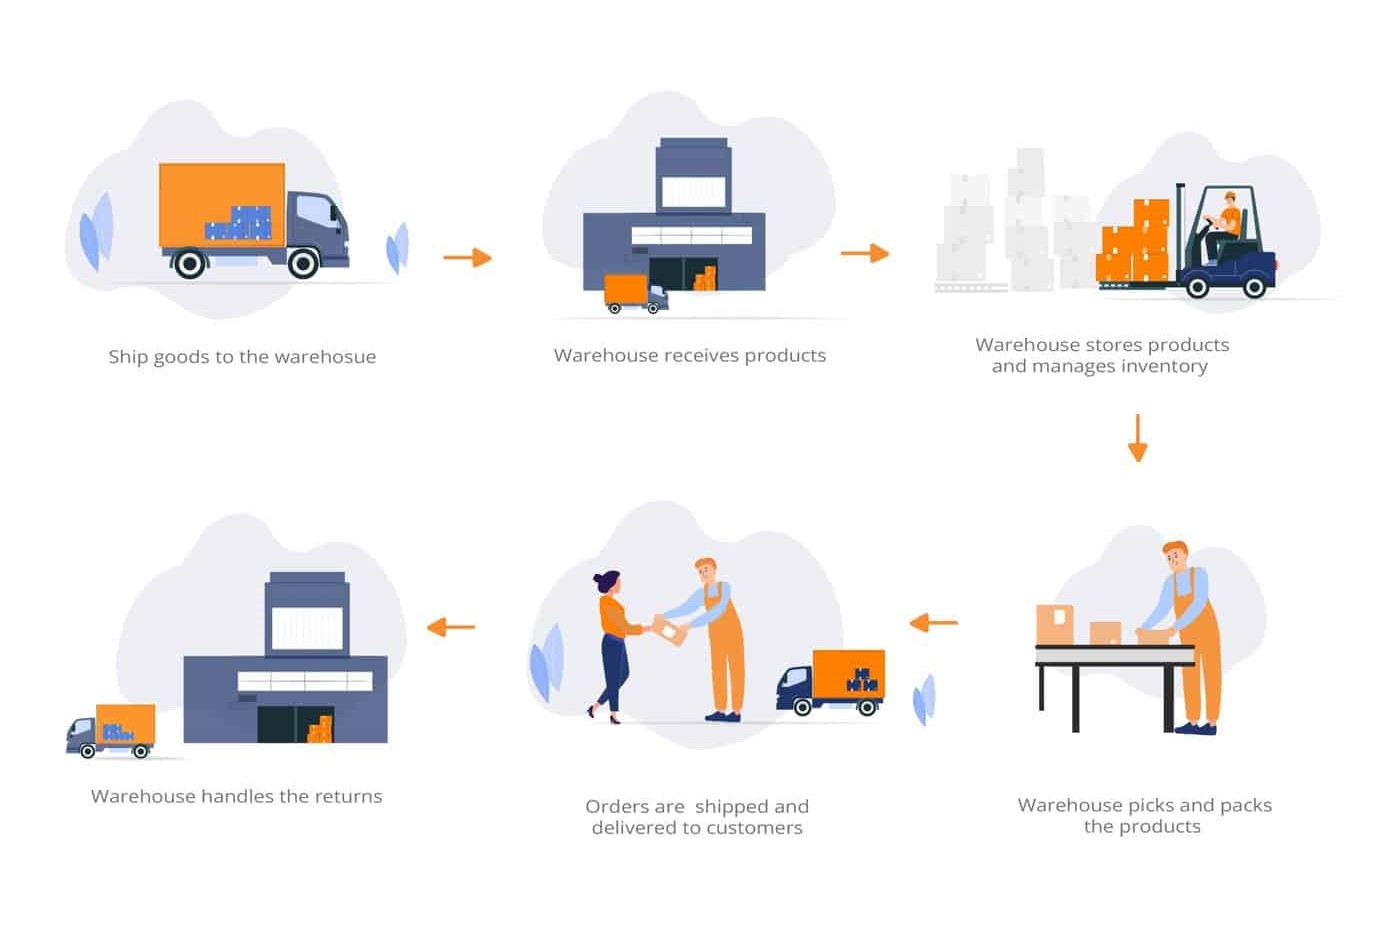 Ship goods to the warehosue
Warehouse receives products
Warehouse stores products
and manages inventory
Warehouse handles the returns
Orders are  shipped and
delivered to customers
Warehouse picks and packs
the products